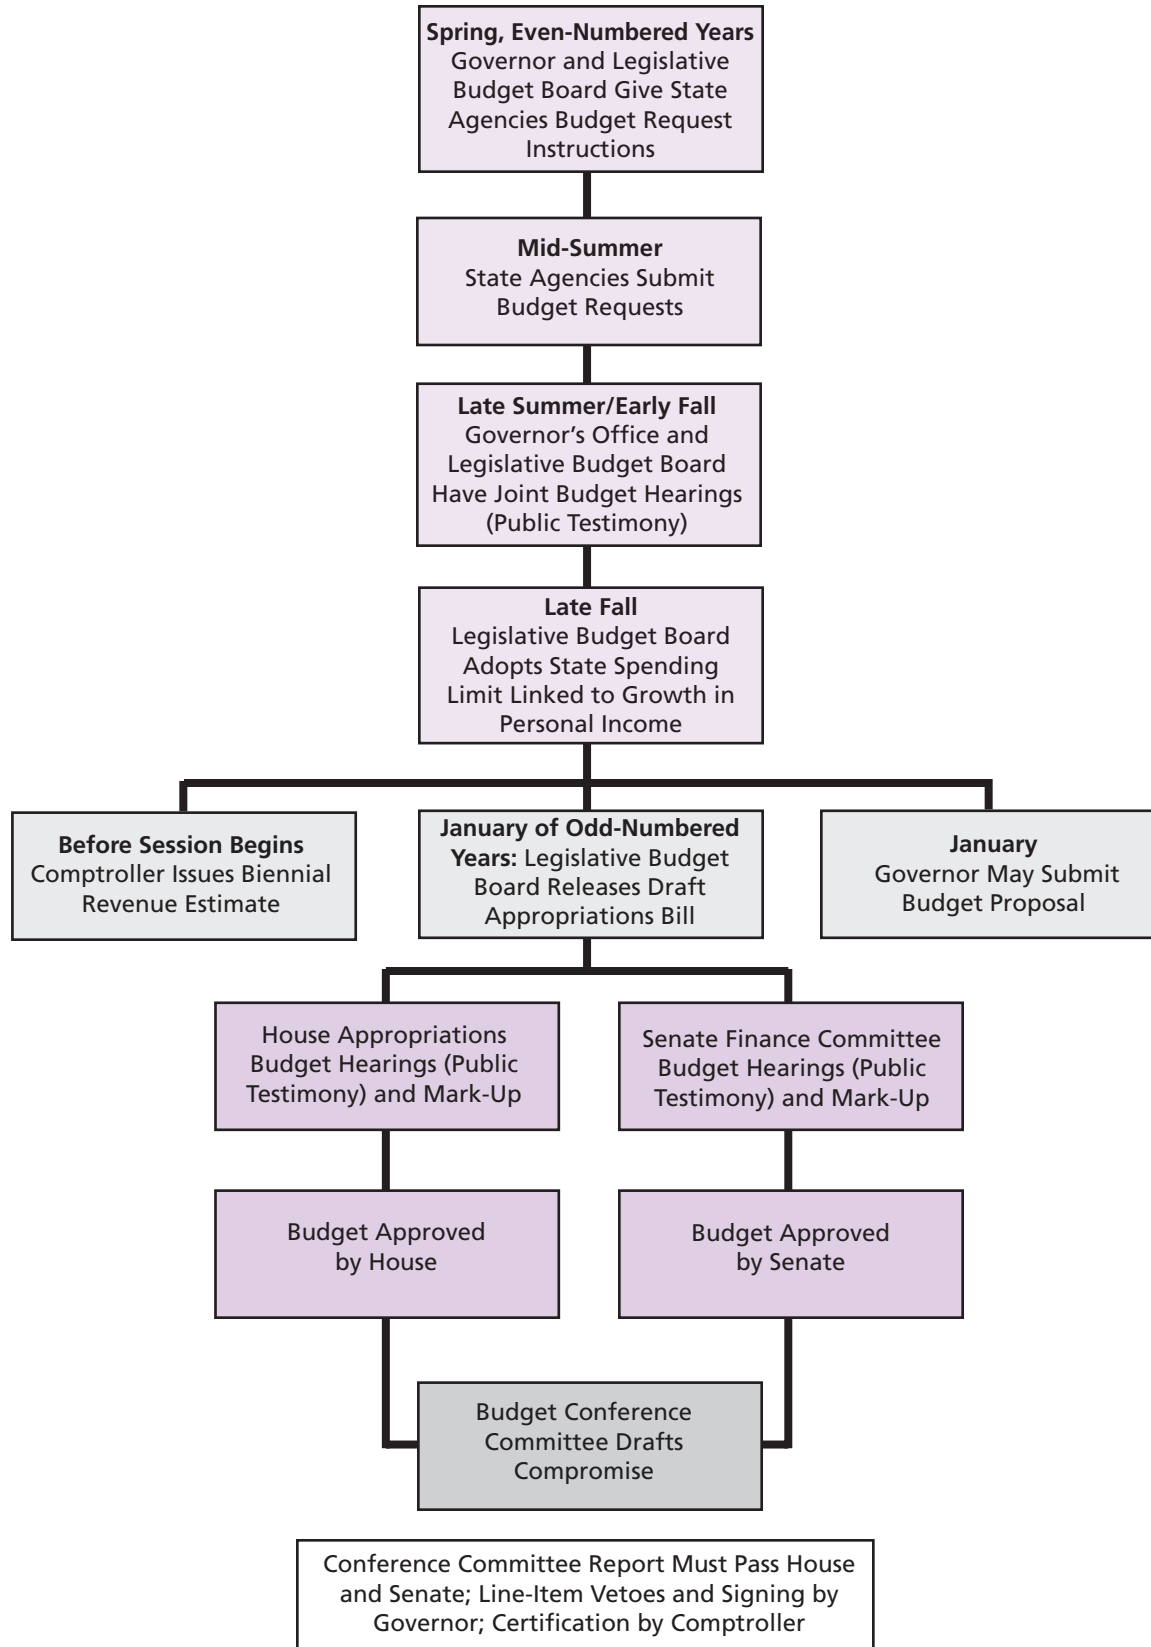 Spring, Even-Numbered Years
Governor and Legislative
Budget Board Give State
Agencies Budget Request
Instructions
Mid-Summer
State Agencies Submit
Budget Requests
Late Summer/Early Fall
Governor’s Office and
Legislative Budget Board
Have Joint Budget Hearings
(Public Testimony)
Late Fall
Legislative Budget Board
Adopts State Spending
Limit Linked to Growth in
Personal Income
Before Session Begins
Comptroller Issues Biennial
Revenue Estimate
January of Odd-Numbered
Years: Legislative Budget
Board Releases Draft
Appropriations Bill
January
Governor May Submit
Budget Proposal
House Appropriations
Budget Hearings (Public
Testimony) and Mark-Up
Senate Finance Committee
Budget Hearings (Public
Testimony) and Mark-Up
Budget Approved
by House
Budget Approved
by Senate
Budget Conference
Committee Drafts
Compromise
Conference Committee Report Must Pass House
and Senate; Line-Item Vetoes and Signing by
Governor; Certification by Comptroller